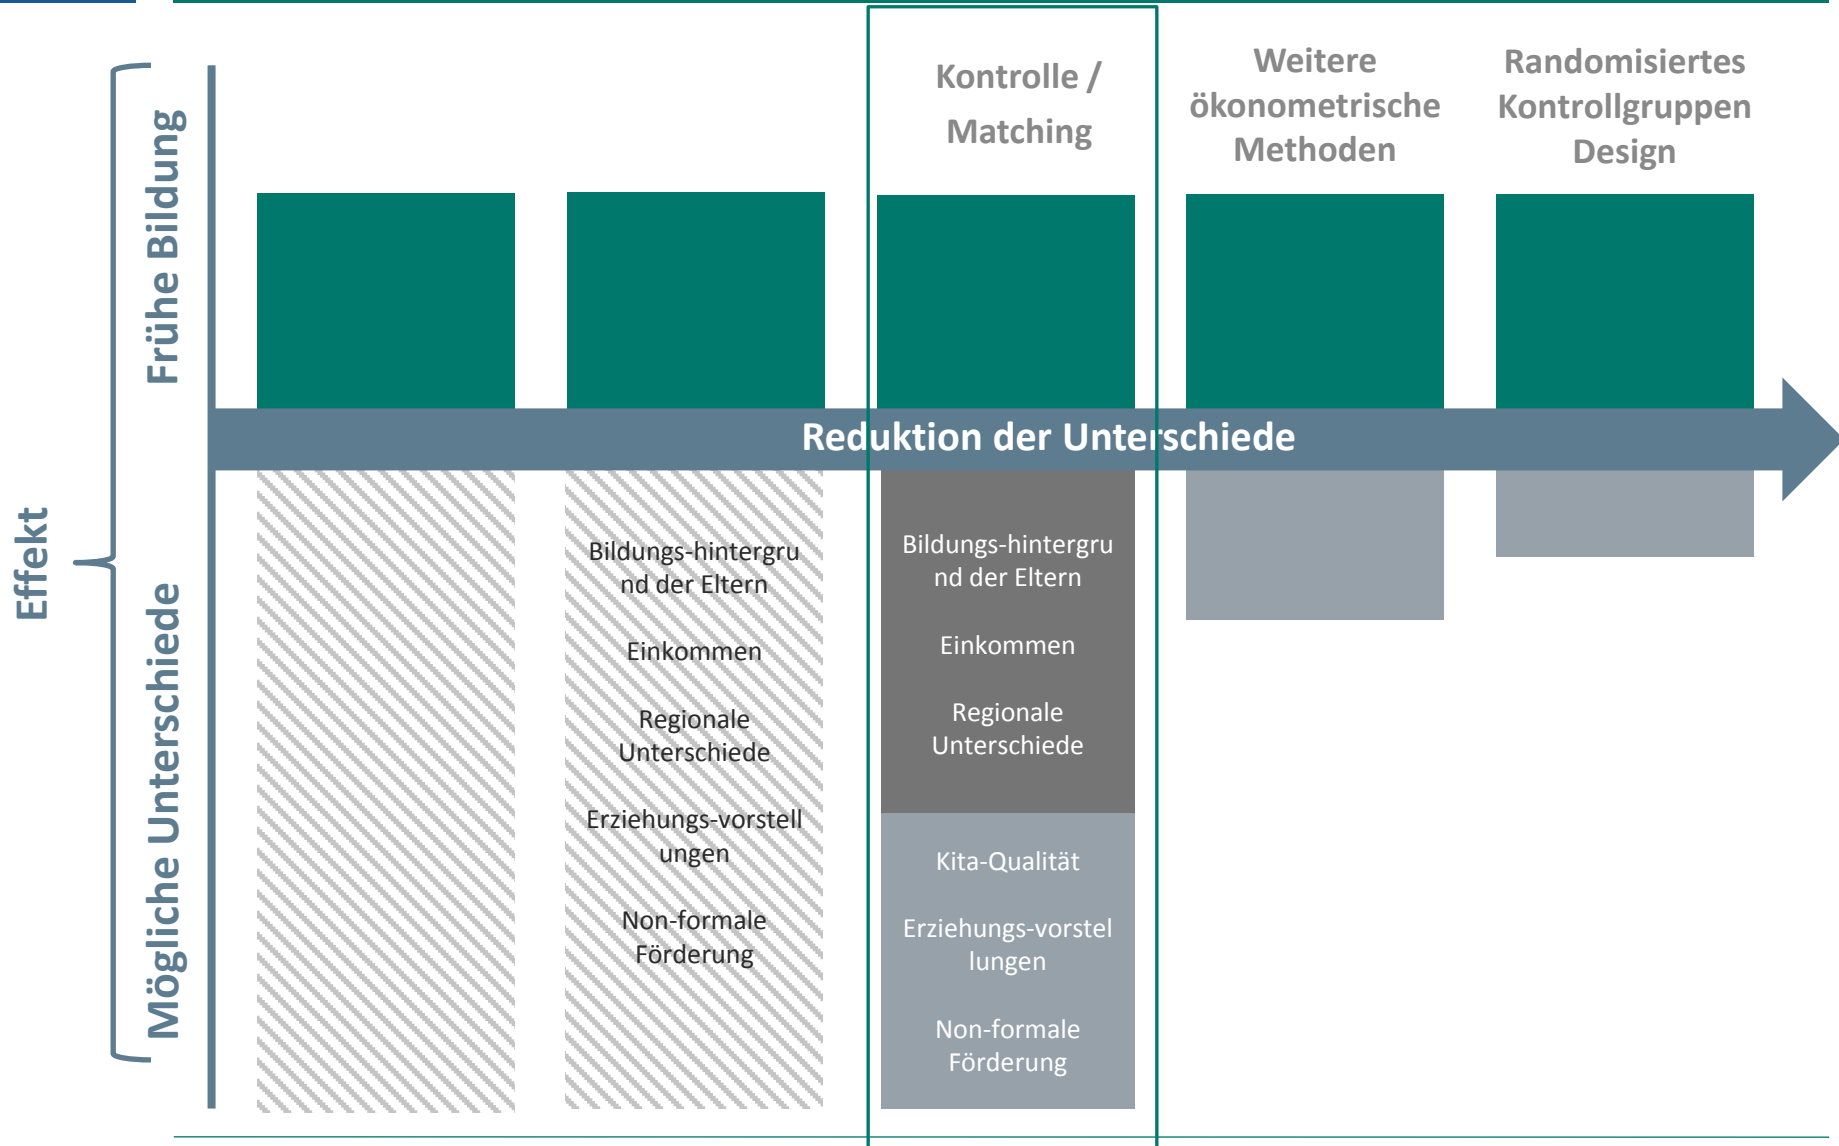 Kontrolle /
Matching
Weitere
ökonometrische
Methoden
Randomisiertes
Kontrollgruppen
Design
Effekt
Frühe Bildung
Mögliche Unterschiede
Reduktion der Unterschiede
Bildungs-hintergru
nd der Eltern
Einkommen
Regionale
Unterschiede
Erziehungs-vorstell
ungen
Non-formale
Förderung
Bildungs-hintergru
nd der Eltern
Einkommen
Regionale
Unterschiede
Kita-Qualität
Erziehungs-vorstel
lungen
Non-formale
Förderung